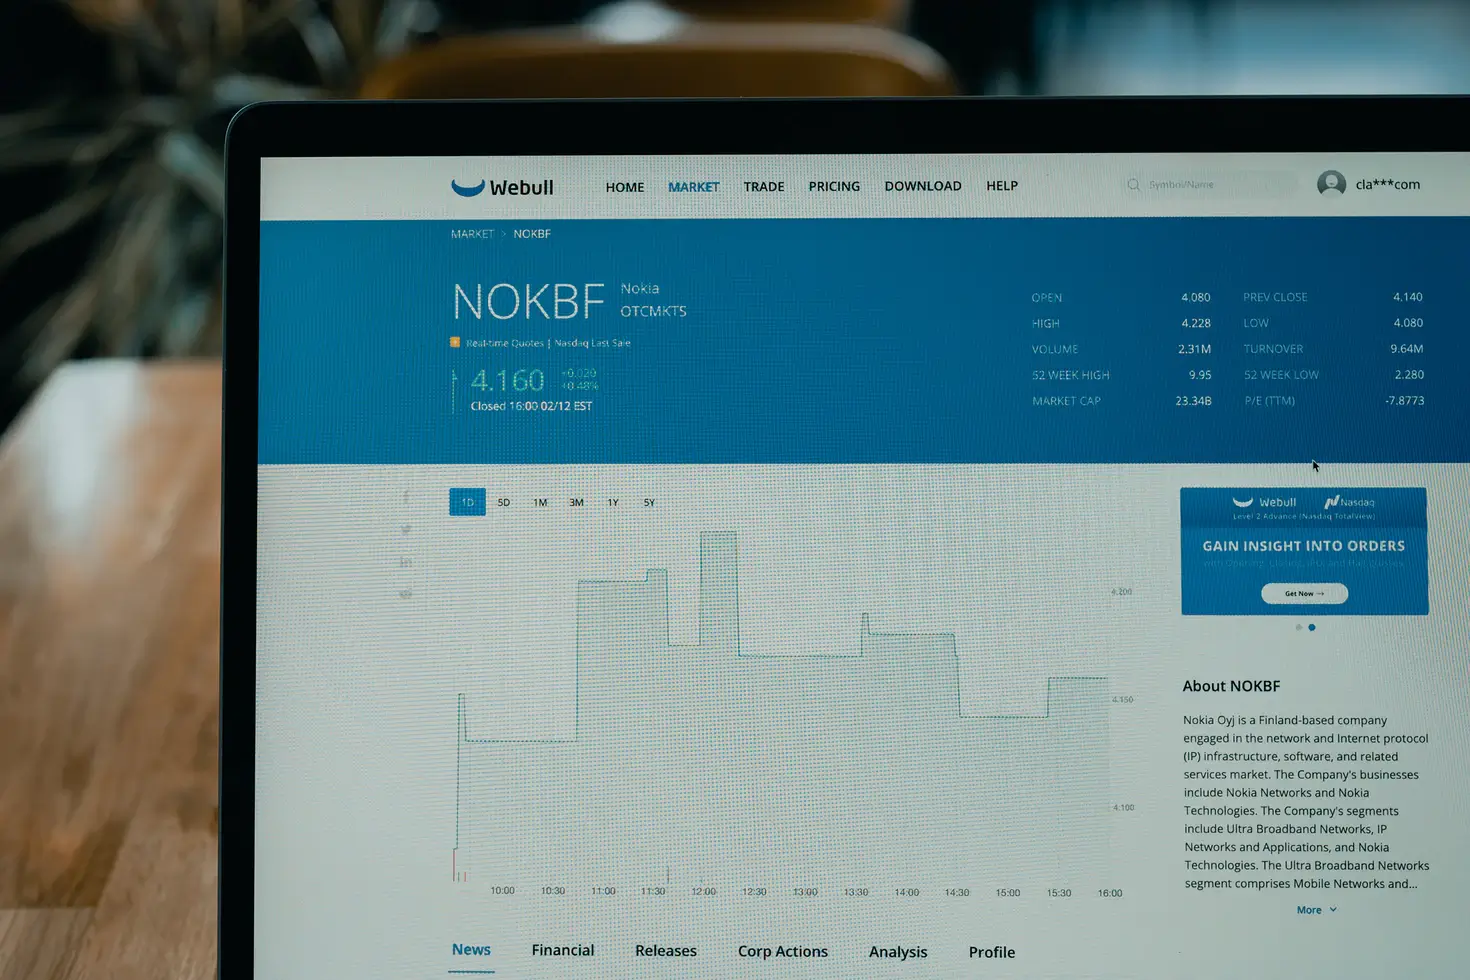 Webull
HOME MARKET TRADE PRICING DOWNLOAD HELP
Symbol/Name
cla***com
MARKET > NOKBF
NOKBF
Nokia
OTCMKTS
Real-time Quotes | Nasdaq Last Sale
4.160
+0.020
+0.48%
Closed 16:00 02/12 EST
OPEN 4.080 PREV CLOSE 4.140
HIGH 4.228 LOW 4.080
VOLUME 2.31M TURNOVER 9.64M
52 WEEK HIGH 9.95 52 WEEK LOW 2.280
MARKET CAP 23.34B P/E (TTM) -7.8773
1D 5D 1M 3M 1Y 5Y
4.200
4.150
4.100
10:00 10:30 11:00 11:30 12:00 12:30 13:00 13:30 14:00 14:30 15:00 15:30 16:00
Webull Nasdaq
Level 2 Advance (Nasdaq TotalView)
GAIN INSIGHT INTO ORDERS
Get Now →
About NOKBF
Nokia Oyj is a Finland-based company
engaged in the network and Internet protocol
(IP) infrastructure, software, and related
services market. The Company's businesses
include Nokia Networks and Nokia
Technologies. The Company's segments
include Ultra Broadband Networks, IP
Networks and Applications, and Nokia
Technologies. The Ultra Broadband Networks
segment comprises Mobile Networks and...
More
News Financial Releases Corp Actions Analysis Profile